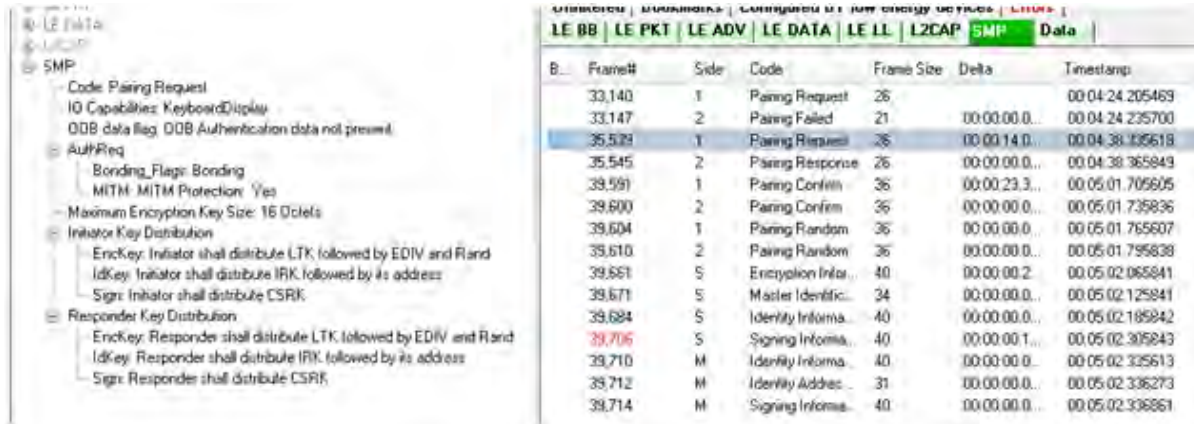 Unfiltered | Bookmarks | Configured BT low energy devices | Errors |
LE BB | LE PKT | LE ADV | LE DATA | LE LL | L2CAP | SMP | Data
LE DATA
L2CAP
SMP
Code: Pairing Request
IO Capabilities: KeyboardDisplay
OOB data flag: OOB Authentication data not present
AuthReq
Bonding_Flags: Bonding
MITM: MITM Protection: Yes
Maximum Encryption Key Size: 16 Octets
Initiator Key Distribution
EncKey: Initiator shall distribute LTK followed by EDIV and Rand
IdKey: Initiator shall distribute IRK followed by its address
Sign: Initiator shall distribute CSRK
Responder Key Distribution
EncKey: Responder shall distribute LTK followed by EDIV and Rand
IdKey: Responder shall distribute IRK followed by its address
Sign: Responder shall distribute CSRK
B... Frame# Side Code Frame Size Delta Timestamp
33,140 1 Pairing Request 26 00:04:24.205469
33,147 2 Pairing Failed 21 00:00:00.0... 00:04:24.235700
35,539 1 Pairing Request 26 00:00:14.0... 00:04:38.335619
35,545 2 Pairing Response 26 00:00:00.0... 00:04:38.365849
39,591 1 Pairing Confirm 36 00:00:23.3... 00:05:01.705605
39,600 2 Pairing Confirm 36 00:00:00.0... 00:05:01.735836
39,604 1 Pairing Random 36 00:00:00.0... 00:05:01.765607
39,610 2 Pairing Random 36 00:00:00.0... 00:05:01.795838
39,661 S Encryption Infor... 40 00:00:00.2... 00:05:02.065841
39,671 S Master Identific... 34 00:00:00.0... 00:05:02.125841
39,684 S Identity Informa... 40 00:00:00.0... 00:05:02.185842
39,706 S Signing Informa... 40 00:00:00.1... 00:05:02.305843
39,710 M Identity Informa... 40 00:00:00.0... 00:05:02.325613
39,712 M Identity Addres... 31 00:00:00.0... 00:05:02.336273
39,714 M Signing Informa... 40 00:00:00.0... 00:05:02.336861